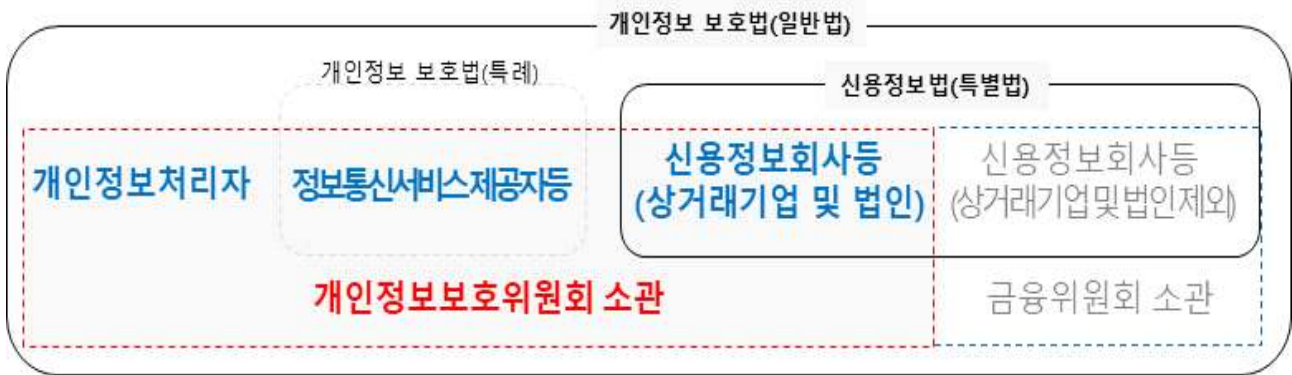 개인정보 보호법(일반법)
개인정보 보호법(특례)
신용정보법(특별법)
개인정보처리자
정보통신서비스제공자등
신용정보회사등
(상거래기업 및 법인)
신용정보회사등
(상거래기업및법인제외)
개인정보보호위원회 소관
금융위원회 소관